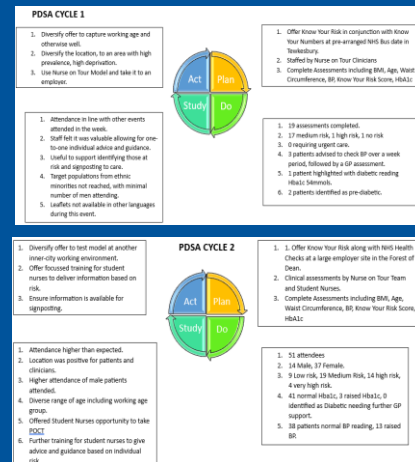 PDSA CYCLE 1
1. Diversify offer to capture working age and
otherwise well.
2. Diversify the location, to an area with high
prevalence, high deprivation.
3. Use Nurse on Tour Model and take it to an
employer.
1. Offer Know Your Risk in conjunction with Know
Your Numbers at pre-arranged NHS Bus date in
Tewkesbury.
2. Staffed by Nurse on Tour Clinicians
3. Complete Assessments including BMI, Age, Waist
Circumference, BP, Know Your Risk Score, HbA1c
Act
Plan
Study
Do
1. Attendance in line with other events
attended in the week.
2. Staff felt it was valuable allowing for one-
to-one individual advice and guidance.
3. Useful to support identifying those at
risk and signposting to care.
4. Target populations from ethnic
minorities not reached, with minimal
number of men attending.
5. Leaflets not available in other languages
during this event.
1. 19 assessments completed.
2. 17 medium risk, 1 high risk, 1 no risk
3. 0 requiring urgent care.
4. 3 patients advised to check BP over a week
period, followed by a GP assessment.
5. 1 patient highlighted with diabetic reading
Hba1c 54mmols.
6. 2 patients identified as pre-diabetic.
PDSA CYCLE 2
1. Diversify offer to test model at another
inner-city working environment.
2. Offer focussed training for student
nurses to deliver information based on
risk.
3. Ensure information is available for
signposting.
1. 1. Offer Know Your Risk along with NHS Health
Checks at a large employer site in the Forest of
Dean.
2. Clinical assessments by Nurse on Tour Team
and Student Nurses.
3. Complete Assessments including BMI, Age,
Waist Circumference, BP, Know Your Risk Score,
HbA1c
Act
Plan
Study
Do
1. Attendance higher than expected.
2. Location was positive for patients and
clinicians.
3. Higher attendance of male patients
attended.
4. Diverse range of age including working age
group.
5. Offered Student Nurses opportunity to take
POCT
6. Further training for student nurses to give
advice and guidance based on individual
risk
1. 51 attendees
2. 14 Male, 37 Female.
3. 9 Low risk, 19 Medium Risk, 14 high risk,
4 very high risk.
4. 41 normal Hba1c, 3 raised Hba1c, 0
identified as Diabetic needing further GP
support.
5. 38 patients normal BP reading, 13 raised
BP.